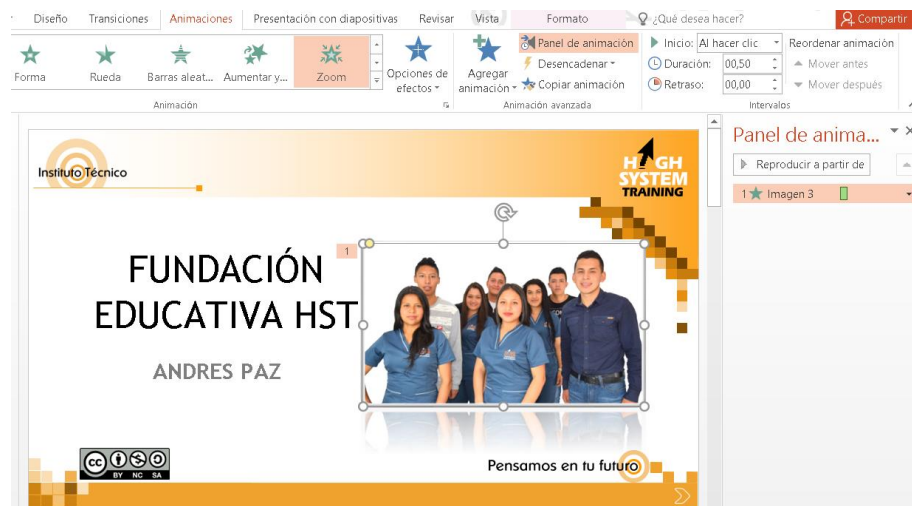 Diseño Transiciones Animaciones Presentación con diapositivas Revisar Vista Formato ¿Qué desea hacer? Compartir
Forma Rueda Barras aleat... Aumentar y... Zoom
Opciones de efectos
Agregar animación
Panel de animación
Desencadenar
Copiar animación
Inicio: Al hacer clic
Duración: 00,50
Retraso: 00,00
Reordenar animación
Mover antes
Mover después
Animación Animación avanzada Intervalos
Instituto Técnico
HIGH
SYSTEM
TRAINING
1
FUNDACIÓN
EDUCATIVA HST
ANDRES PAZ
cc
BY NC SA
Pensamos en tu futuro
Panel de anima...
Reproducir a partir de
1 Imagen 3